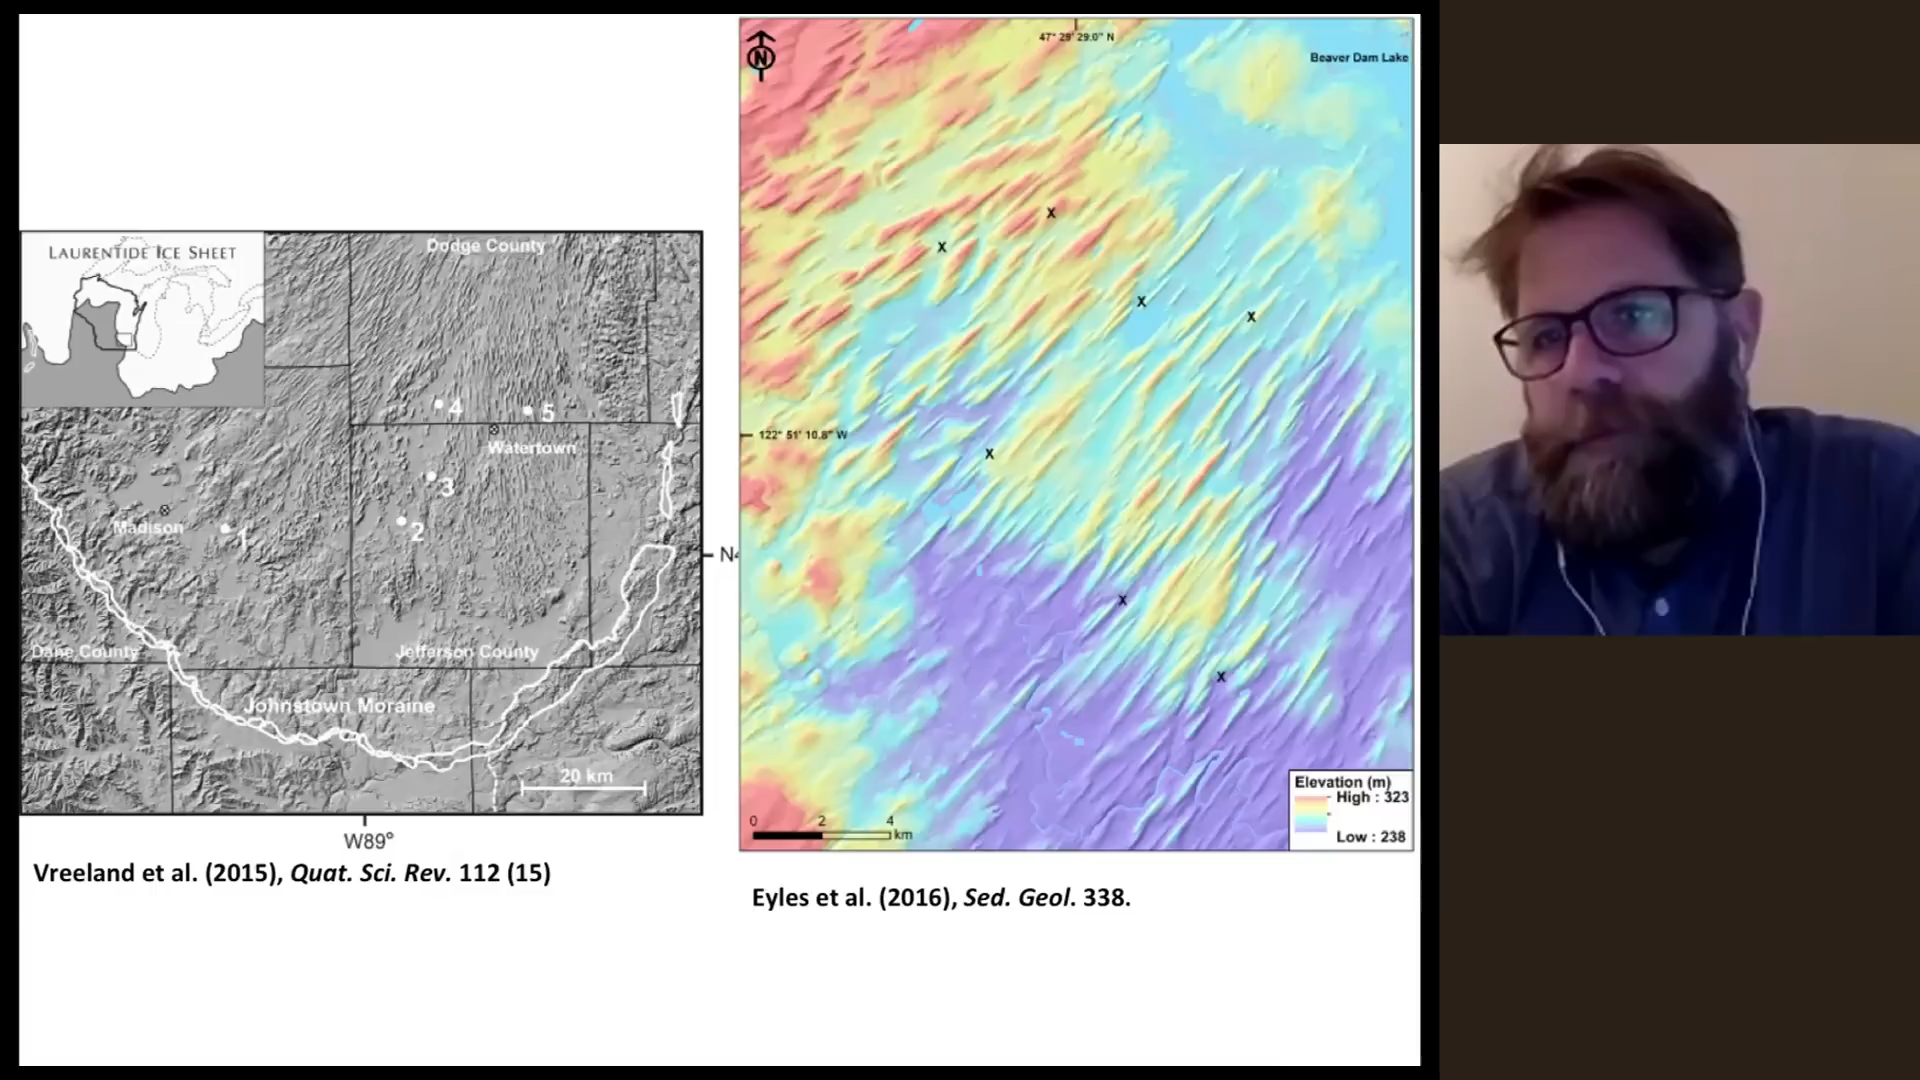 LAURENTIDE ICE SHEET
Dodge County
4
5
Watertown
3
Madison
1
2
Dane County
Jefferson County
Johnstown Moraine
20 km
N4
W89°
Vreeland et al. (2015), Quat. Sci. Rev. 112 (15)
N
47° 29' 29.0" N
Beaver Dam Lake
X
X
X
X
122° 51' 10.8" W
X
X
X
Elevation (m)
High : 323
Low : 238
0 2 4
km
Eyles et al. (2016), Sed. Geol. 338.